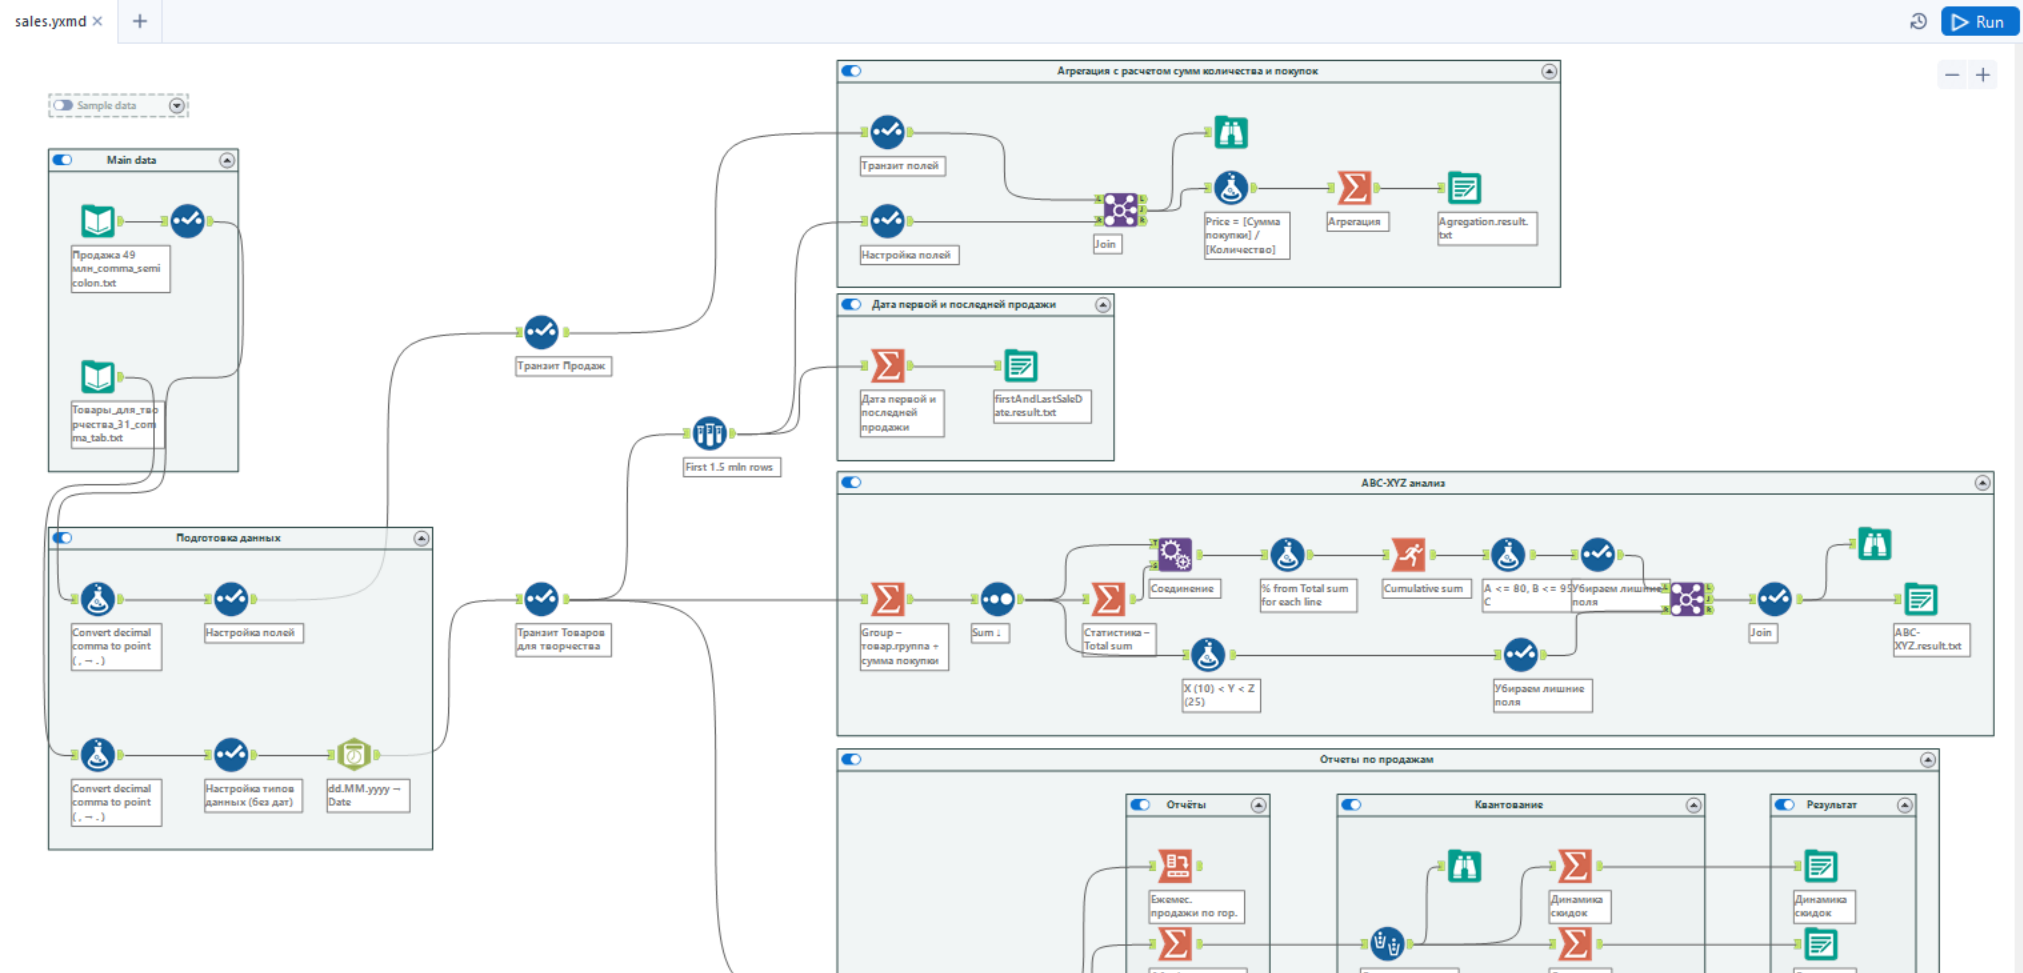 sales.yxmd
Run
Sample data
Main data
Продажа 49
млн_comma_semi
colon.txt
Товары_для_тво
рчества_31_com
ma_tab.txt
Подготовка данных
Convert decimal
comma to point
( , → . )
Настройка полей
Convert decimal
comma to point
( , → . )
Настройка типов
данных (без дат)
dd.MM.yyyy →
Date
Транзит Продаж
Транзит Товаров
для творчества
First 1.5 mln rows
Агрегация с расчетом сумм количества и покупок
Транзит полей
Настройка полей
Join
Price = [Сумма
покупки] /
[Количество]
Агрегация
Agregation.result.
txt
Дата первой и последней продажи
Дата первой и
последней
продажи
firstAndLastSaleD
ate.result.txt
ABC-XYZ анализ
Group –
товар.группа +
сумма покупки
Sum ↓
Статистика –
Total sum
Соединение
% from Total sum
for each line
Cumulative sum
A <= 80, B <= 95
C
Убираем лишние
поля
X (10) < Y < Z
(25)
Убираем лишние
поля
Join
ABC-
XYZ.result.txt
Отчеты по продажам
Отчёты
Ежемес.
продажи по гор.
Квантование
Динамика
скидок
Результат
Динамика
скидок